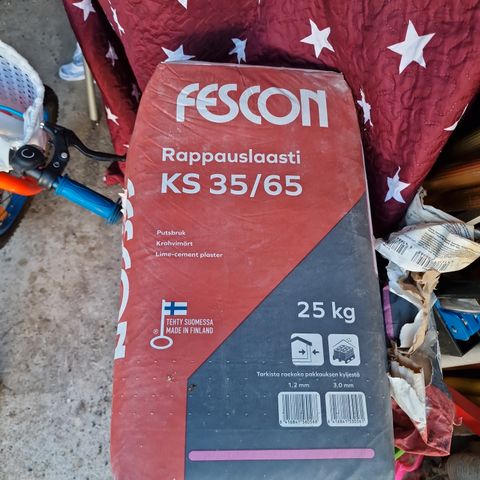 FESCON
Rappauslaasti
KS 35/65
Putsbruk
Krohvimört
Lime-cement plaster
25 kg
TEHTY SUOMESSA
MADE IN FINLAND
Tarkista raekoko pakkauksen kyljestä
1,2 mm 3,0 mm
FESCON